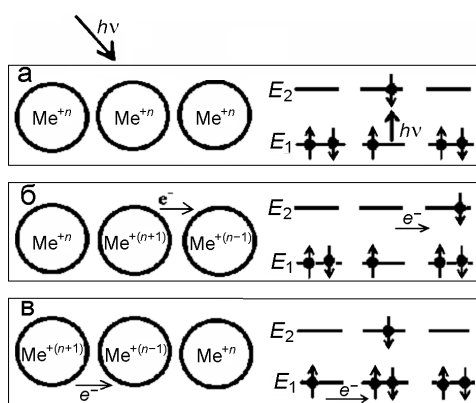 hν
а
Me⁺ⁿ Me⁺ⁿ Me⁺ⁿ
E₂
E₁ hν
б
e⁻
Me⁺ⁿ Me⁺⁽ⁿ⁺¹⁾ Me⁺⁽ⁿ⁻¹⁾
E₂ e⁻
E₁
в
Me⁺⁽ⁿ⁺¹⁾ Me⁺⁽ⁿ⁻¹⁾ Me⁺ⁿ
e⁻
E₂
E₁ e⁻